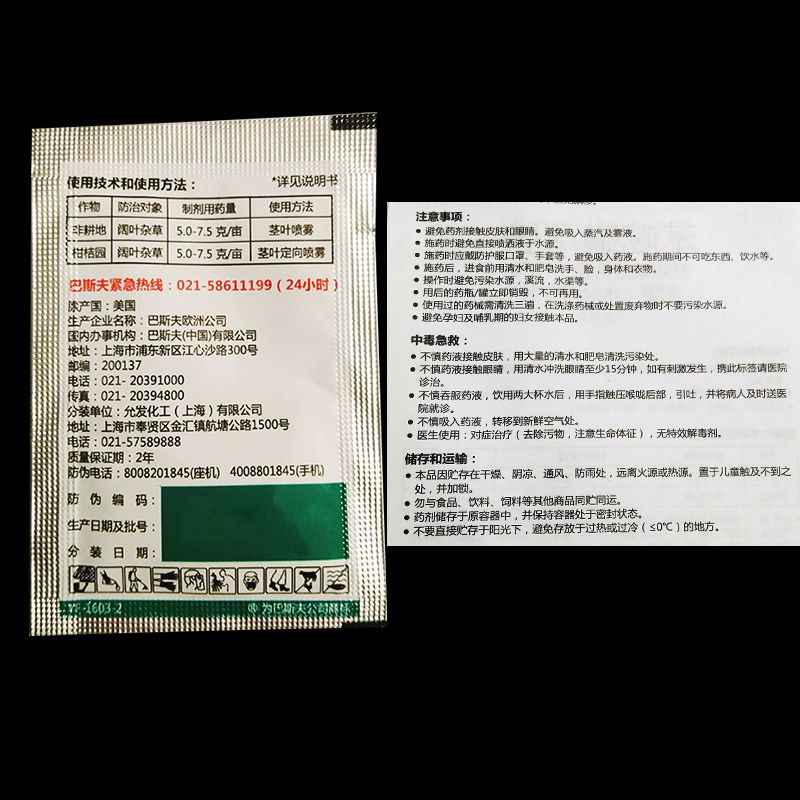 使用技术和使用方法：
*详见说明书
作物 防治对象 制剂用药量 使用方法
非耕地 阔叶杂草 5.0-7.5 克/亩 茎叶喷雾
柑桔园 阔叶杂草 5.0-7.5 克/亩 茎叶定向喷雾
巴斯夫紧急热线：021-58611199（24小时）
原产国：美国
生产企业名称：巴斯夫欧洲公司
国内办事机构：巴斯夫(中国)有限公司
地址：上海市浦东新区江心沙路300号
邮编：200137
电话：021- 20391000
传真：021- 20394800
分装单位：允发化工（上海）有限公司
地址：上海市奉贤区金汇镇航塘公路1500号
电话：021-57589888
质量保证期：2年
防伪电话：8008201845(座机) 4008801845(手机)
防伪编码：
生产日期及批号：
分装日期：
YF-1603-2
® 为巴斯夫公司商标
注意事项：
• 避免药剂接触皮肤和眼睛。避免吸入蒸汽及雾液。
• 施药时避免直接喷洒液于水源。
• 施药时应戴防护服口罩、手套等，避免吸入药液。施药期间不可吃东西、饮水等。
• 施药后，进食前用清水和肥皂洗手、脸，身体和衣物。
• 操作时避免污染水源，溪流，水渠等。
• 用后的药瓶/罐立即销毁，不可再用。
• 使用过的药械需清洗三遍，在洗涤药械或处置废弃物时不要污染水源。
• 避免孕妇及哺乳期的妇女接触本品。
中毒急救：
• 不慎药液接触皮肤，用大量的清水和肥皂清洗污染处。
• 不慎药液接触眼睛，用清水冲洗眼睛至少15分钟，如有刺激发生，携此标签请医院
诊治。
• 不慎吞服药液，饮用两大杯水后，用手指触压喉咙后部，引吐，并将病人及时送医
院就诊。
• 不慎吸入药液，转移到新鲜空气处。
• 医生使用：对症治疗（去除污物，注意生命体征），无特效解毒剂。
储存和运输：
• 本品因贮存在干燥、阴凉、通风、防雨处，远离火源或热源。置于儿童触及不到之
处，并加锁。
• 勿与食品、饮料、饲料等其他商品同贮同运。
• 药剂储存于原容器中，并保持容器处于密封状态。
• 不要直接贮存于阳光下，避免存放于过热或过冷（≤0℃）的地方。